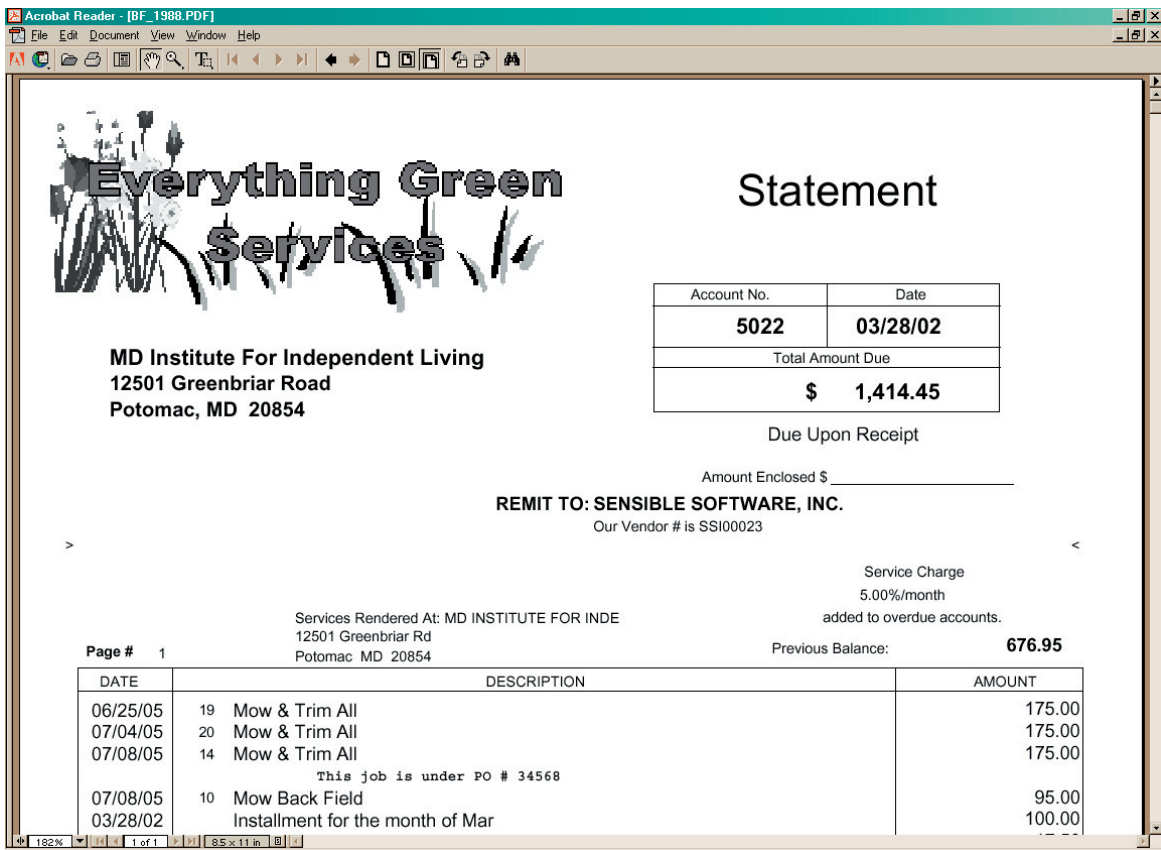 Acrobat Reader - [BF_1988.PDF]
File Edit Document View Window Help
Everything Green
Services
Statement
Account No. Date
5022 03/28/02
Total Amount Due
$ 1,414.45
MD Institute For Independent Living
12501 Greenbriar Road
Potomac, MD 20854
Due Upon Receipt
Amount Enclosed $
REMIT TO: SENSIBLE SOFTWARE, INC.
Our Vendor # is SSI00023
> <
Service Charge
5.00%/month
added to overdue accounts.
Services Rendered At: MD INSTITUTE FOR INDE
12501 Greenbriar Rd
Potomac MD 20854
Page # 1
Previous Balance: 676.95
DATE DESCRIPTION AMOUNT
06/25/05 19 Mow & Trim All 175.00
07/04/05 20 Mow & Trim All 175.00
07/08/05 14 Mow & Trim All 175.00
This job is under PO # 34568
07/08/05 10 Mow Back Field 95.00
03/28/02 Installment for the month of Mar 100.00
182% 1 of 1 8.5 x 11 in